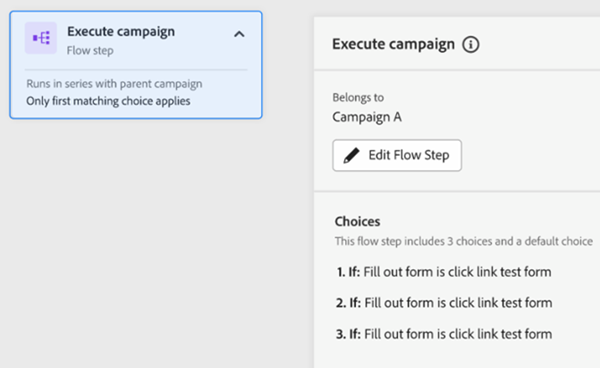 Execute campaign
Flow step
Runs in series with parent campaign
Only first matching choice applies
Execute campaign
Belongs to
Campaign A
Edit Flow Step
Choices
This flow step includes 3 choices and a default choice
1. If: Fill out form is click link test form
2. If: Fill out form is click link test form
3. If: Fill out form is click link test form